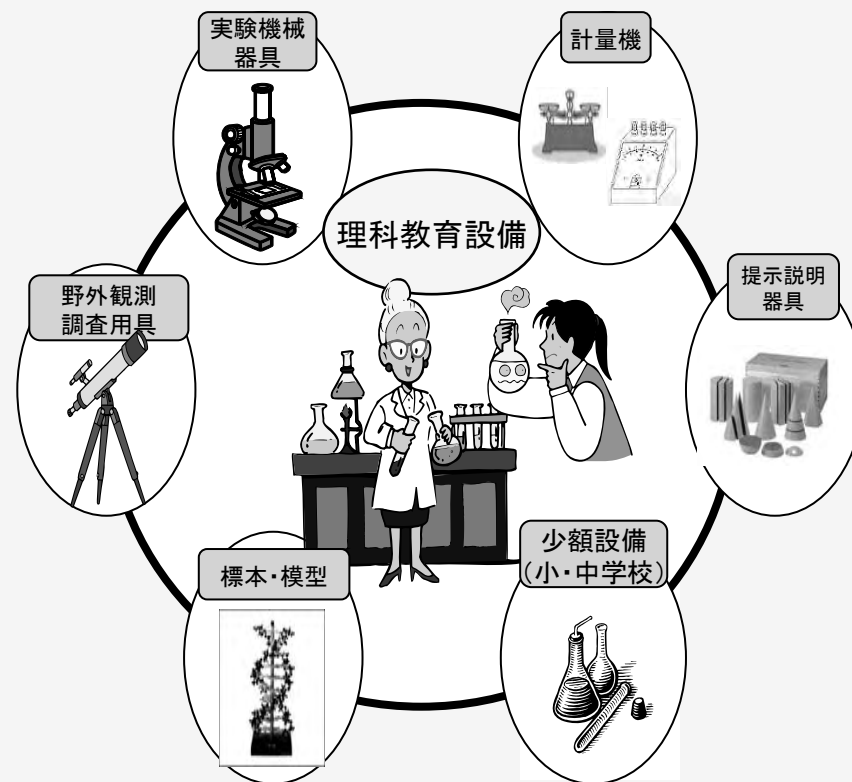 実験機械
器具
計量機
理科教育設備
野外観測
調査用具
提示説明
器具
標本・模型
少額設備
(小・中学校)